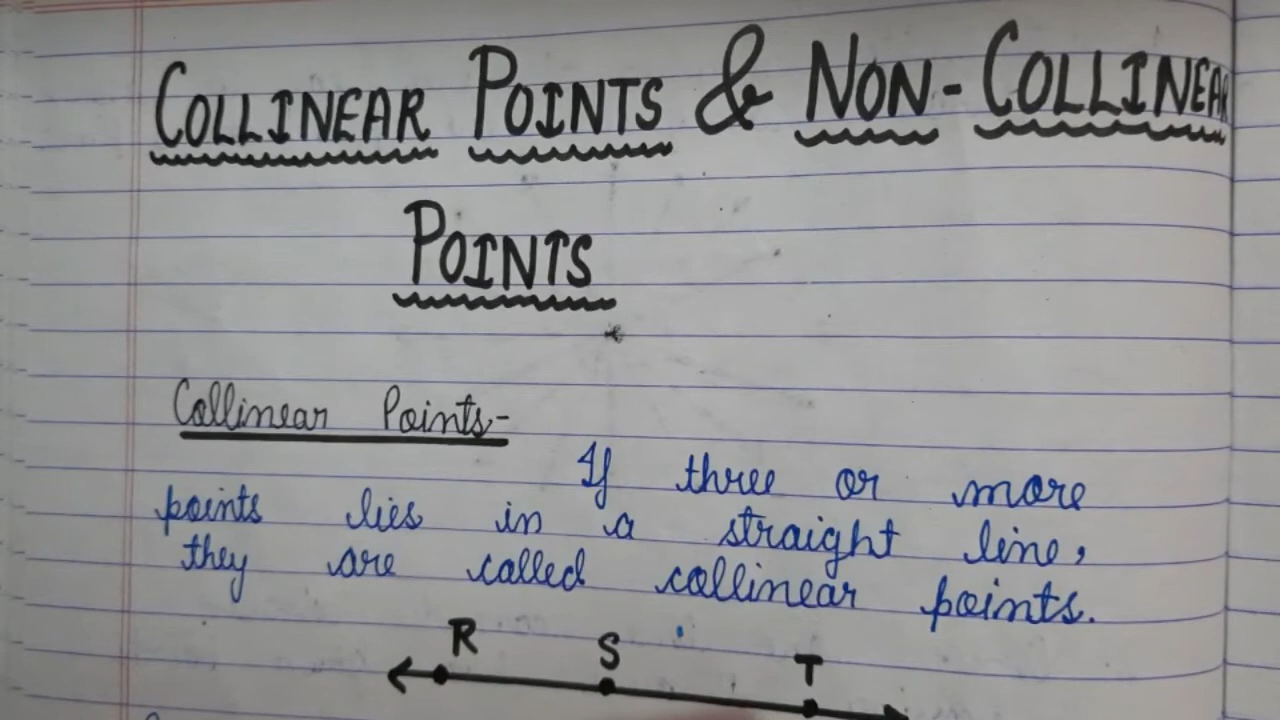 COLLINEAR POINTS & NON-COLLINEAR
POINTS
Collinear Points-
If three or more
points lies in a straight line,
they are called collinear points.
R S T